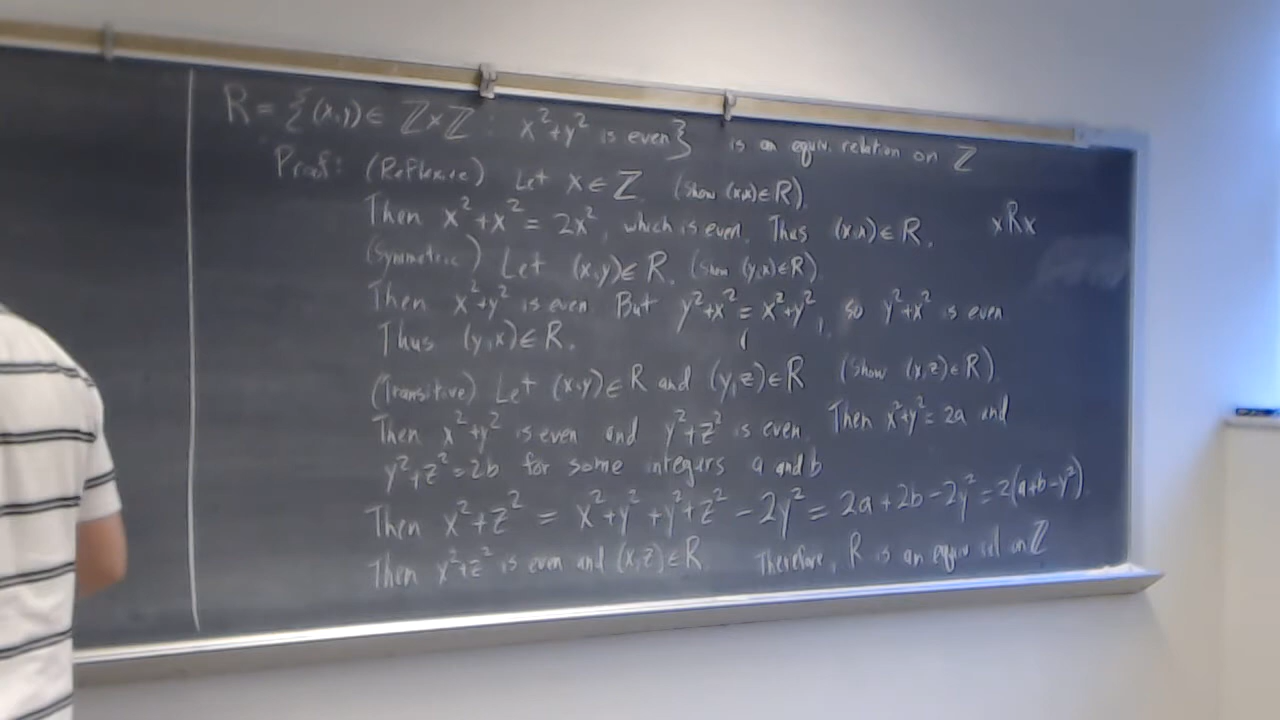 R = {(x,y) ∈ ℤ×ℤ : x²+y² is even} is an equiv. relation on ℤ
Proof: (Reflexive) Let x ∈ ℤ. (Show (x,x) ∈ R).
Then x²+x² = 2x², which is even. Thus (x,x) ∈ R. xRx
(Symmetric) Let (x,y) ∈ R. (Show (y,x) ∈ R)
Then x²+y² is even But y²+x² = x²+y², so y²+x² is even
Thus (y,x) ∈ R.
(Transitive) Let (x,y) ∈ R and (y,z) ∈ R (Show (x,z) ∈ R).
Then x²+y² is even and y²+z² is even. Then x²+y² = 2a and
y²+z² = 2b for some integers a and b
Then x²+z² = x²+y²+y²+z² - 2y² = 2a+2b-2y² = 2(a+b-y²).
Then x²+z² is even and (x,z) ∈ R Therefore, R is an equiv rel on ℤ